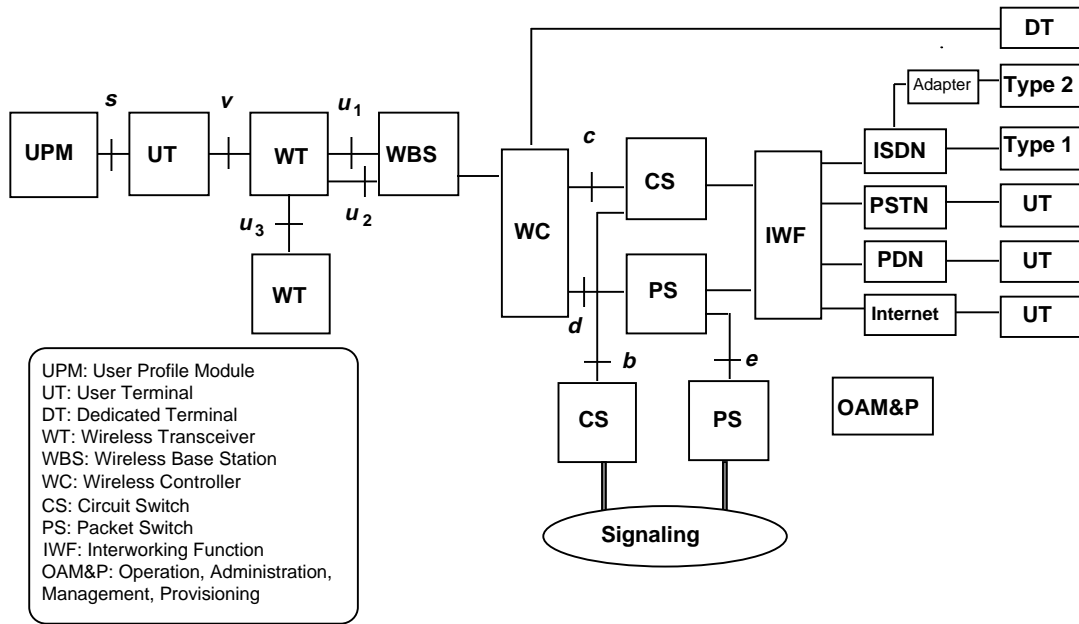 DT
Adapter
Type 2
s
v
u1
UPM
UT
WT
WBS
c
ISDN
Type 1
CS
u2
u3
WC
IWF
PSTN
UT
PDN
UT
WT
PS
d
Internet
UT
b
e
CS
PS
OAM&P
Signaling
UPM: User Profile Module
UT: User Terminal
DT: Dedicated Terminal
WT: Wireless Transceiver
WBS: Wireless Base Station
WC: Wireless Controller
CS: Circuit Switch
PS: Packet Switch
IWF: Interworking Function
OAM&P: Operation, Administration,
Management, Provisioning